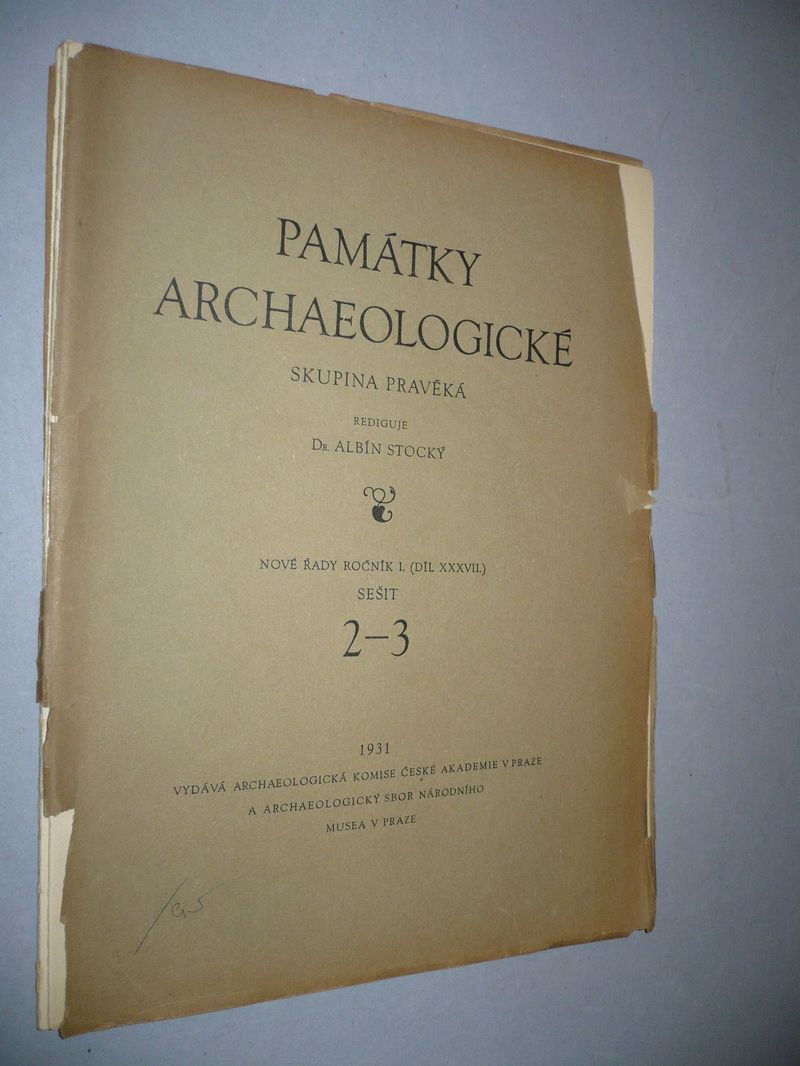 PAMÁTKY
ARCHAEOLOGICKÉ
SKUPINA PRAVĚKÁ
REDIGUJE
DR. ALBÍN STOCKÝ
NOVÉ ŘADY ROČNÍK I. (DÍL XXXVII.)
SEŠIT
2–3
1931
VYDÁVÁ ARCHAEOLOGICKÁ KOMISE ČESKÉ AKADEMIE V PRAZE
A ARCHAEOLOGICKÝ SBOR NÁRODNÍHO
MUSEA V PRAZE